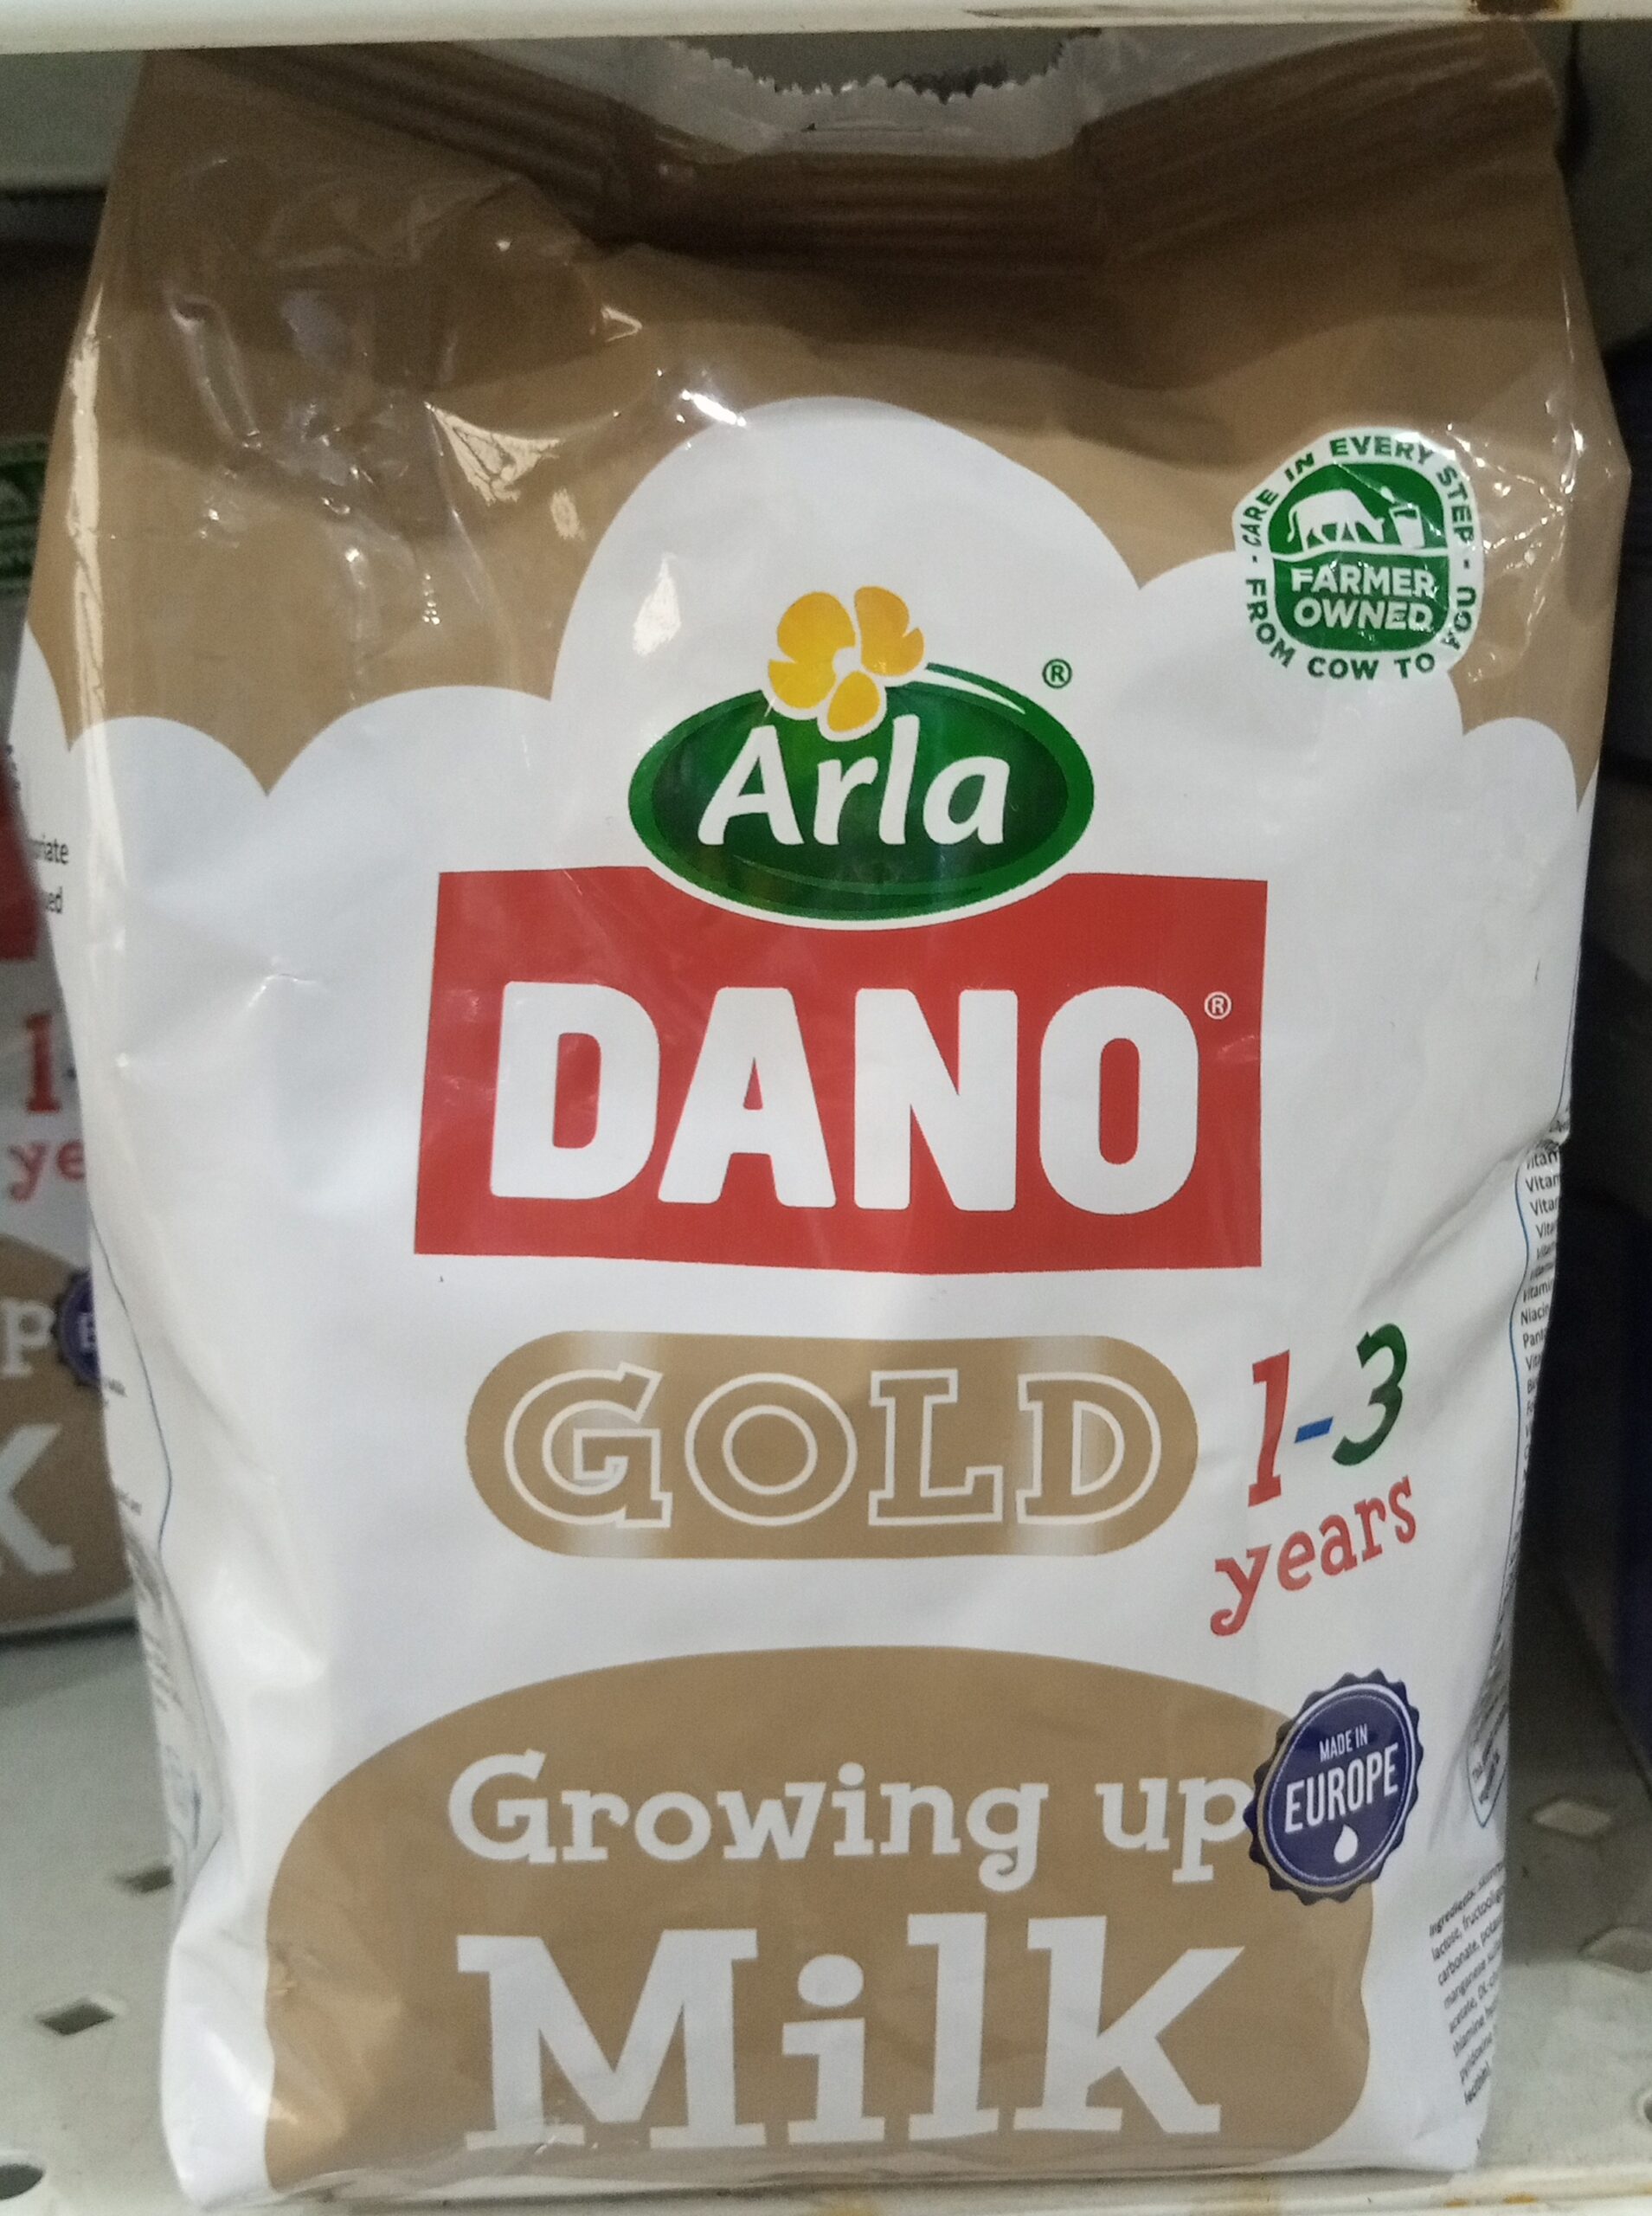 CARE IN EVERY STEP
FARMER
OWNED
FROM COW TO YOU
Arla®
DANO®
GOLD
1-3
years
Growing up
Milk
MADE IN
EUROPE
Niacin